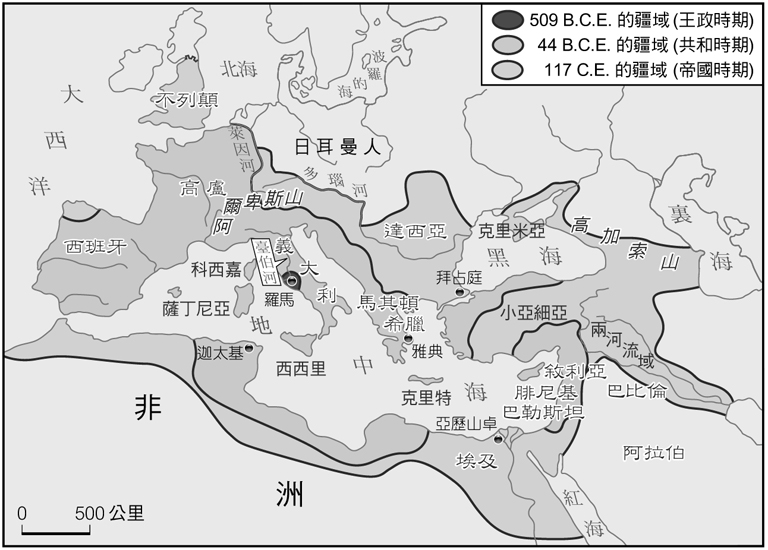 509 B.C.E. 的疆域 (王政時期)
44 B.C.E. 的疆域 (共和時期)
117 C.E. 的疆域 (帝國時期)
大西洋
北海
波羅的海
不列顛
萊因河
日耳曼人
多瑙河
高盧
阿爾卑斯山
達西亞
克里米亞
高加索山
裏海
西班牙
黑海
科西嘉
臺伯河
義大利
拜占庭
薩丁尼亞
羅馬
馬其頓
希臘
小亞細亞
兩河流域
地中海
迦太基
西西里
雅典
敘利亞
克里特
腓尼基
巴勒斯坦
巴比倫
亞歷山卓
非洲
埃及
阿拉伯
紅海
0 500 公里